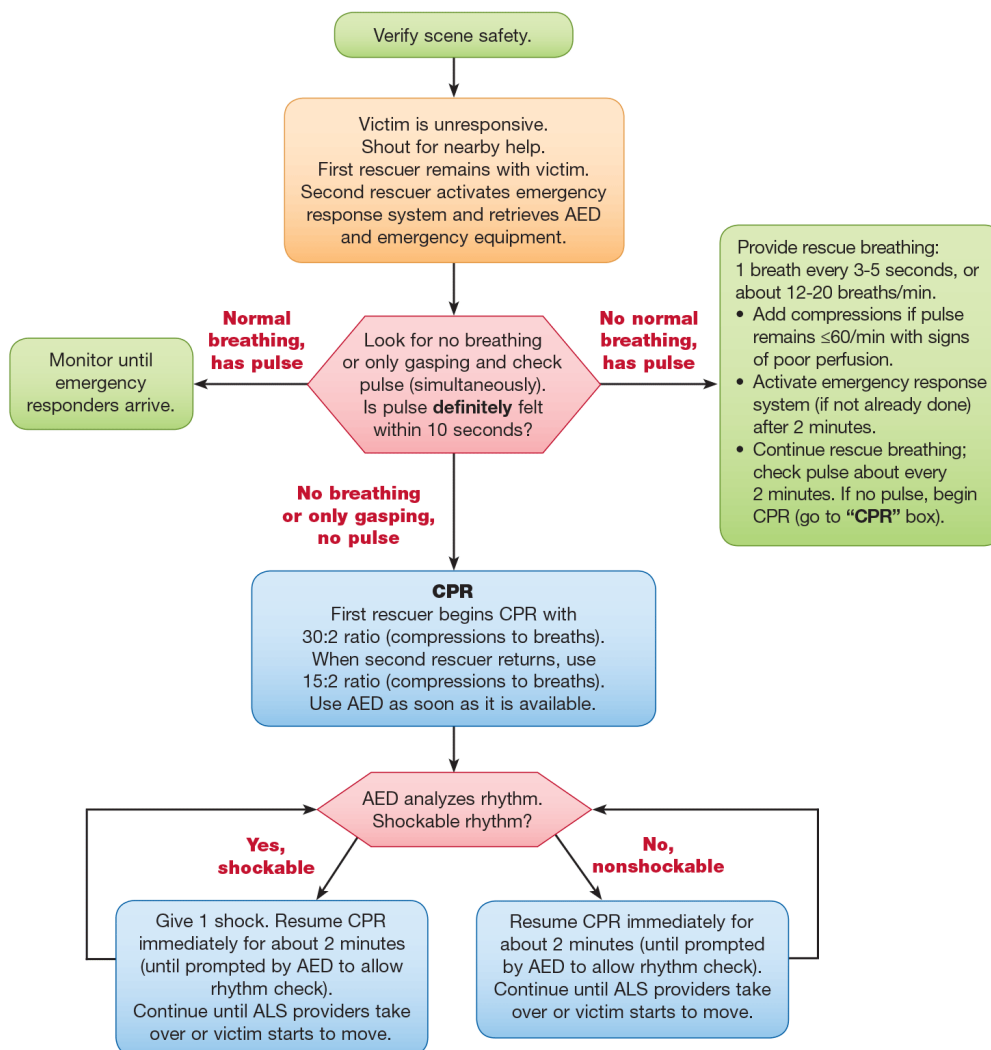 Verify scene safety.
Victim is unresponsive.
Shout for nearby help.
First rescuer remains with victim.
Second rescuer activates emergency
response system and retrieves AED
and emergency equipment.
Normal
breathing,
has pulse
Monitor until
emergency
responders arrive.
Look for no breathing
or only gasping and check
pulse (simultaneously).
Is pulse definitely felt
within 10 seconds?
No normal
breathing,
has pulse
Provide rescue breathing:
1 breath every 3-5 seconds, or
about 12-20 breaths/min.
• Add compressions if pulse
remains ≤60/min with signs
of poor perfusion.
• Activate emergency response
system (if not already done)
after 2 minutes.
• Continue rescue breathing;
check pulse about every
2 minutes. If no pulse, begin
CPR (go to “CPR” box).
No breathing
or only gasping,
no pulse
CPR
First rescuer begins CPR with
30:2 ratio (compressions to breaths).
When second rescuer returns, use
15:2 ratio (compressions to breaths).
Use AED as soon as it is available.
AED analyzes rhythm.
Shockable rhythm?
Yes,
shockable
No,
nonshockable
Give 1 shock. Resume CPR
immediately for about 2 minutes
(until prompted by AED to allow
rhythm check).
Continue until ALS providers take
over or victim starts to move.
Resume CPR immediately for
about 2 minutes (until prompted
by AED to allow rhythm check).
Continue until ALS providers take
over or victim starts to move.